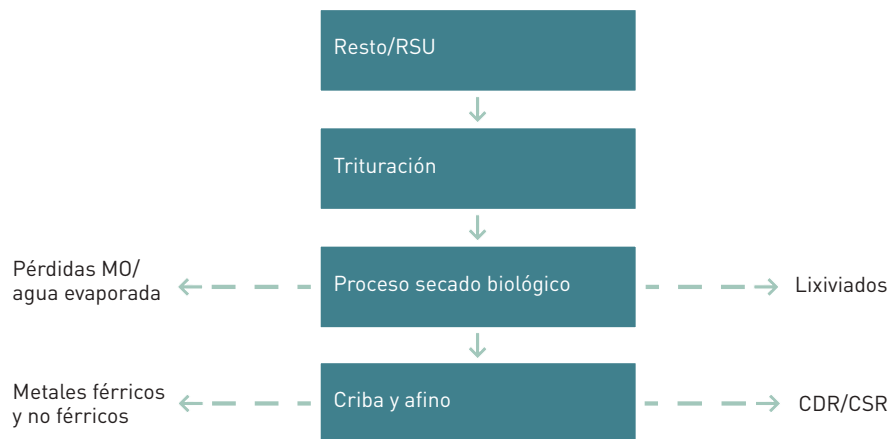 Resto/RSU
Trituración
Pérdidas MO/
agua evaporada
Proceso secado biológico
Lixiviados
Metales férricos
y no férricos
Criba y afino
CDR/CSR